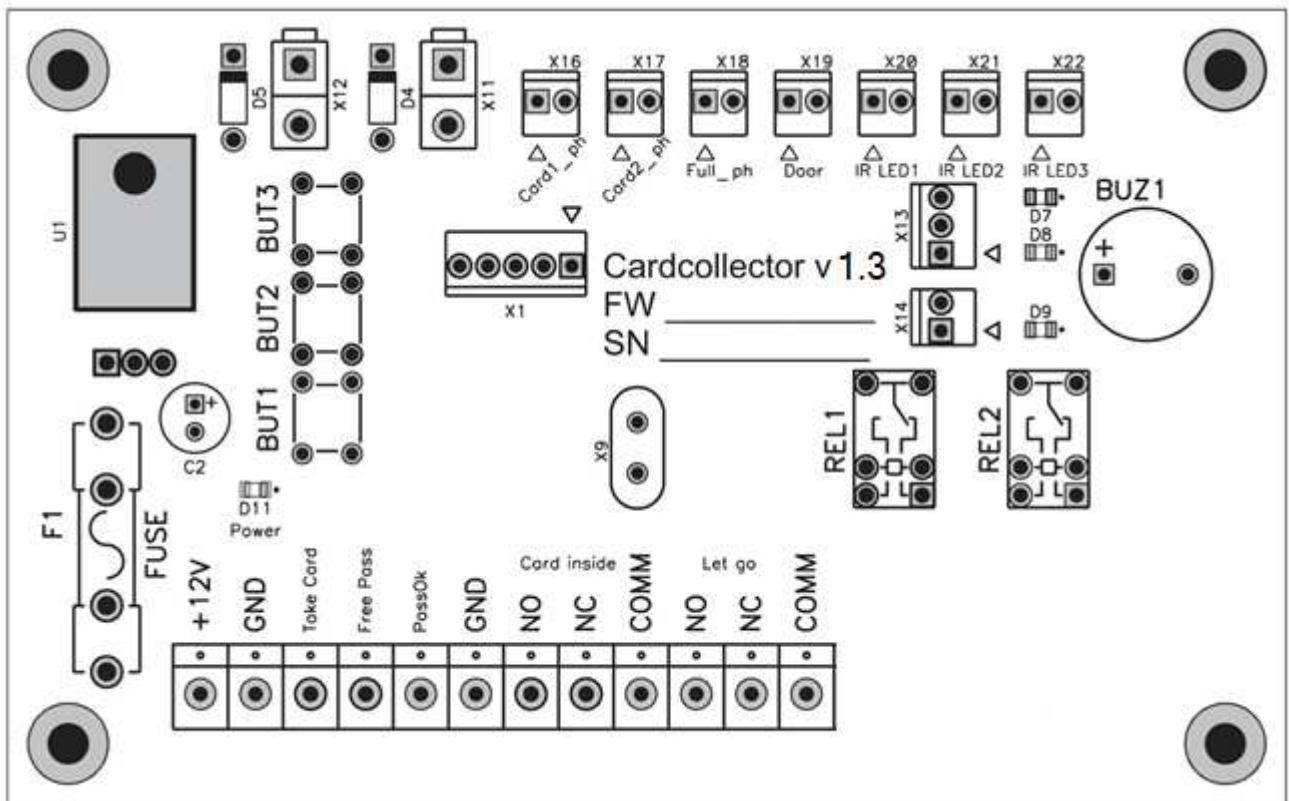 X16 X17 X18 X19 X20 X21 X22
D5 X12 D4 X11
Card1_ph Card2_ph Full_ph Door IR LED1 IR LED2 IR LED3
U1
BUT3
X13
D7
D8
BUZ1
+
X1
Cardcollector v 1.3
FW
SN
BUT2
X14
D9
BUT1
C2
+
X9
REL1
REL2
F1
FUSE
D11
Power
Card inside Let go
+12V GND Take Card Free Pass PassOk GND NO NC COMM NO NC COMM